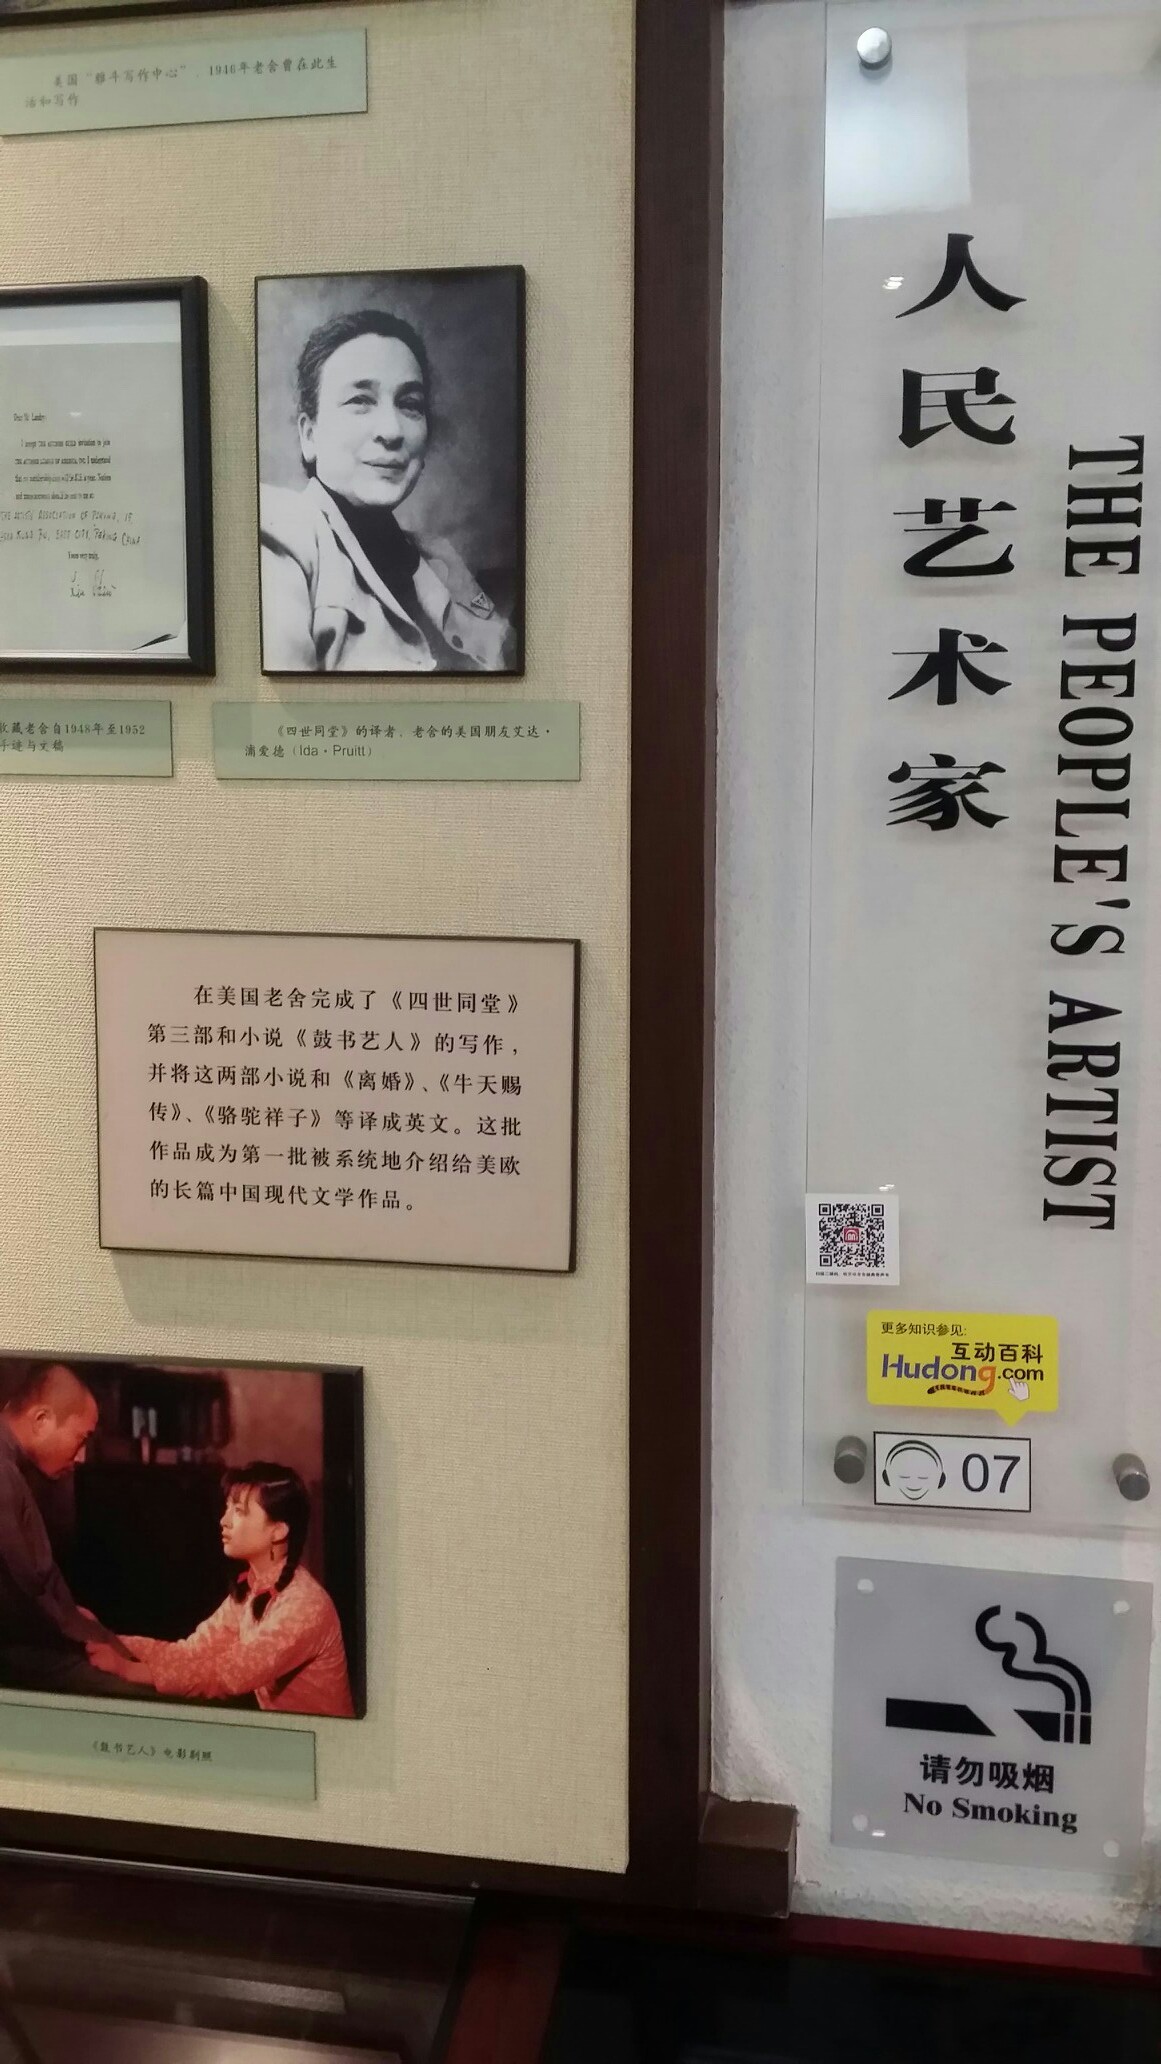 美国“雅斗写作中心”，1946年老舍曾在此生
活和写作
Dear Mr. Landry:
Yours very truly,
收藏老舍自1948年至1952
手迹与文稿
《四世同堂》的译者，老舍的美国朋友艾达·
浦爱德（Ida·Pruitt）
在美国老舍完成了《四世同堂》
第三部和小说《鼓书艺人》的写作，
并将这两部小说和《离婚》、《牛天赐
传》、《骆驼祥子》等译成英文。这批
作品成为第一批被系统地介绍给美欧
的长篇中国现代文学作品。
《鼓书艺人》电影剧照
人民艺术家
THE PEOPLE'S ARTIST
更多知识参见:
互动百科
Hudong.com
07
请勿吸烟
No Smoking